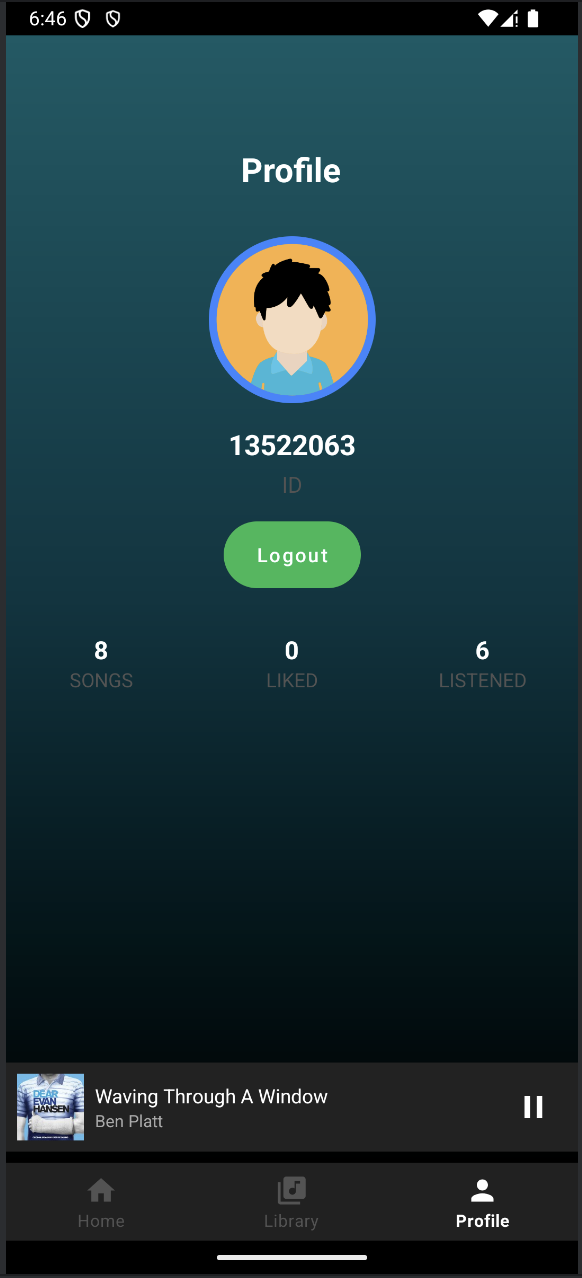 6:46
Profile
13522063
ID
Logout
8
SONGS
0
LIKED
6
LISTENED
DEAR
EVAN
HANSEN
Waving Through A Window
Ben Platt
Home
Library
Profile